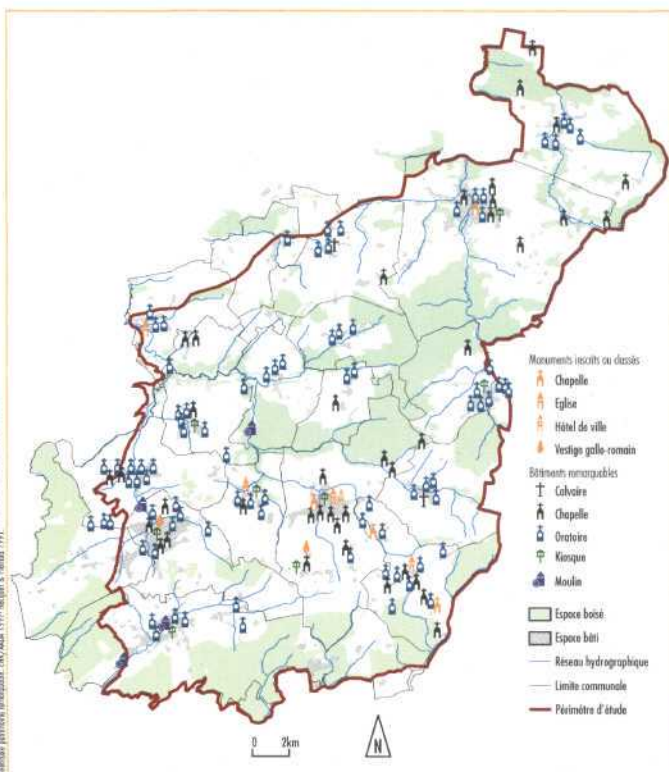 Monuments inscrits ou classés
Chapelle
Eglise
Hôtel de ville
Vestige gallo-romain
Bâtiments remarquables
Calvaire
Chapelle
Oratoire
Kiosque
Moulin
Espace boisé
Espace bâti
Réseau hydrographique
Limite communale
Périmètre d'étude
0 2km
N